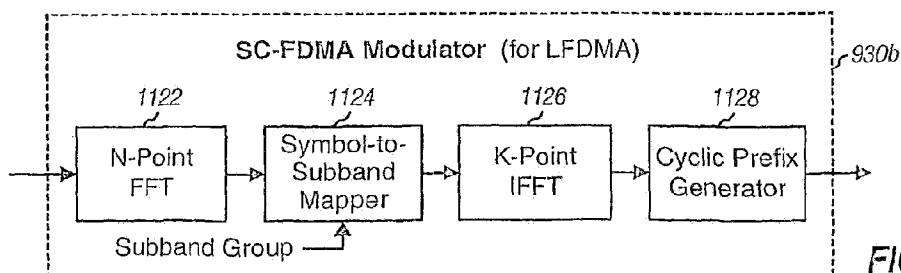 SC-FDMA Modulator (for LFDMA)
930b
1122
1124
1126
1128
N-Point
FFT
Symbol-to-
Subband
Mapper
K-Point
IFFT
Cyclic Prefix
Generator
Subband Group